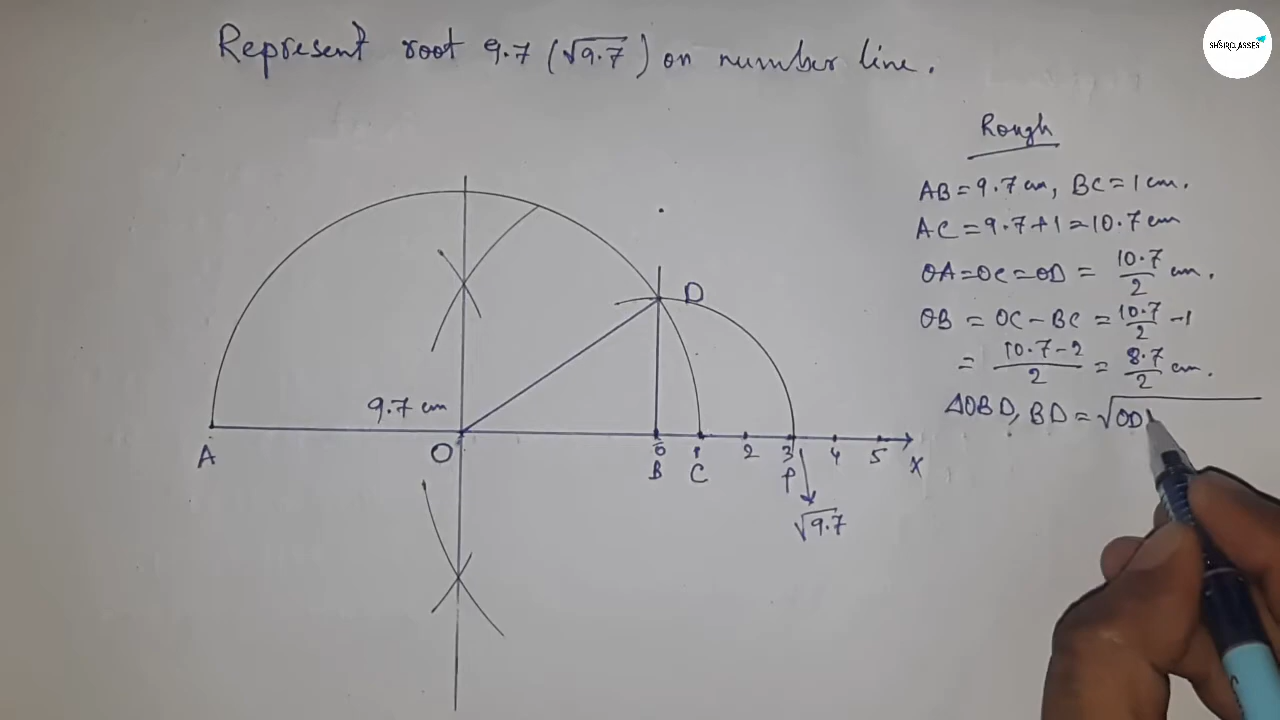 Represent root 9.7 (√9.7) on number line.
SHSIRCLASSES
Rough
AB = 9.7 cm, BC = 1 cm.
AC = 9.7 + 1 = 10.7 cm
OA = OC = OD = 10.7/2 cm.
OB = OC - BC = 10.7/2 - 1
= 10.7-2/2 = 8.7/2 cm.
ΔOBD, BD = √OD
D
9.7 cm
A O 0 1 2 3 4 5 X
B C P
√9.7